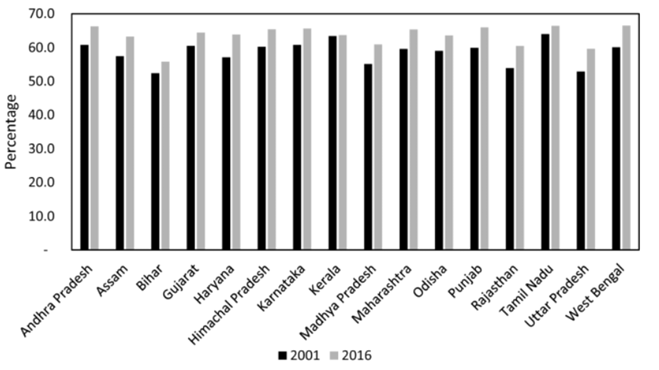 70.0
60.0
50.0
40.0
30.0
20.0
10.0
-
Percentage
Andhra Pradesh
Assam
Bihar
Gujarat
Haryana
Himachal Pradesh
Karnataka
Kerala
Madhya Pradesh
Maharashtra
Odisha
Punjab
Rajasthan
Tamil Nadu
Uttar Pradesh
West Bengal
2001 2016